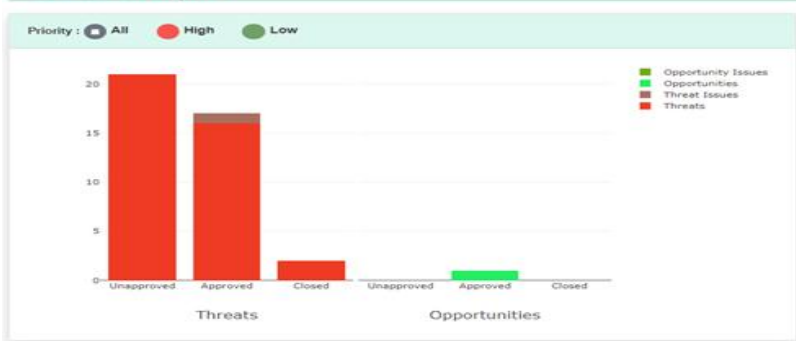 Priority : All High Low
Opportunity Issues
Opportunities
Threat Issues
Threats
20
15
10
5
0
Unapproved Approved Closed Unapproved Approved Closed
Threats Opportunities